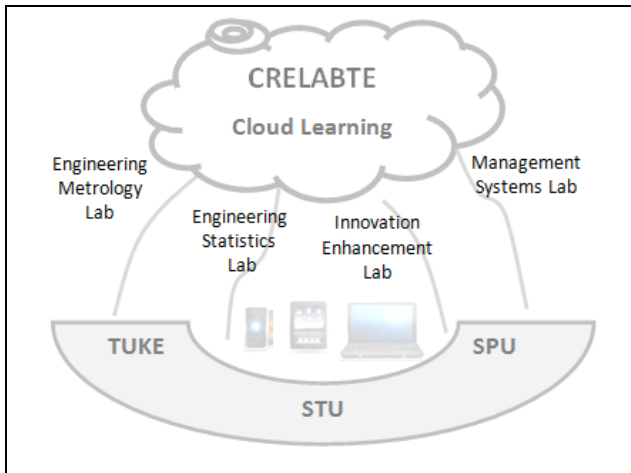 CRELABTE
Cloud Learning
Engineering
Metrology
Lab
Engineering
Statistics
Lab
Innovation
Enhancement
Lab
Management
Systems Lab
TUKE
STU
SPU